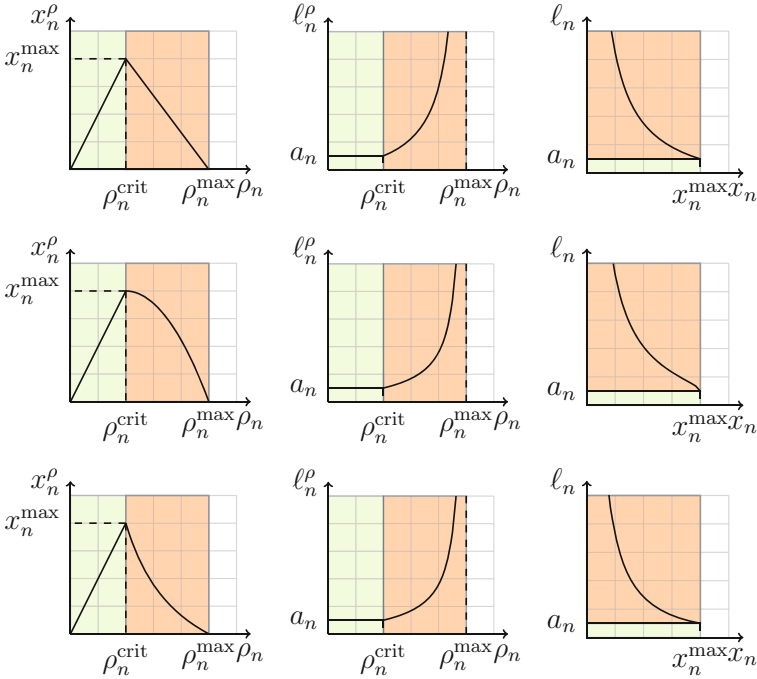 x_n^ρ ℓ_n^ρ ℓ_n
x_n^max
a_n a_n
ρ_n^crit ρ_n^max ρ_n ρ_n^crit ρ_n^max ρ_n x_n^max x_n
x_n^ρ ℓ_n^ρ ℓ_n
x_n^max
a_n a_n
ρ_n^crit ρ_n^max ρ_n ρ_n^crit ρ_n^max ρ_n x_n^max x_n
x_n^ρ ℓ_n^ρ ℓ_n
x_n^max
a_n a_n
ρ_n^crit ρ_n^max ρ_n ρ_n^crit ρ_n^max ρ_n x_n^max x_n